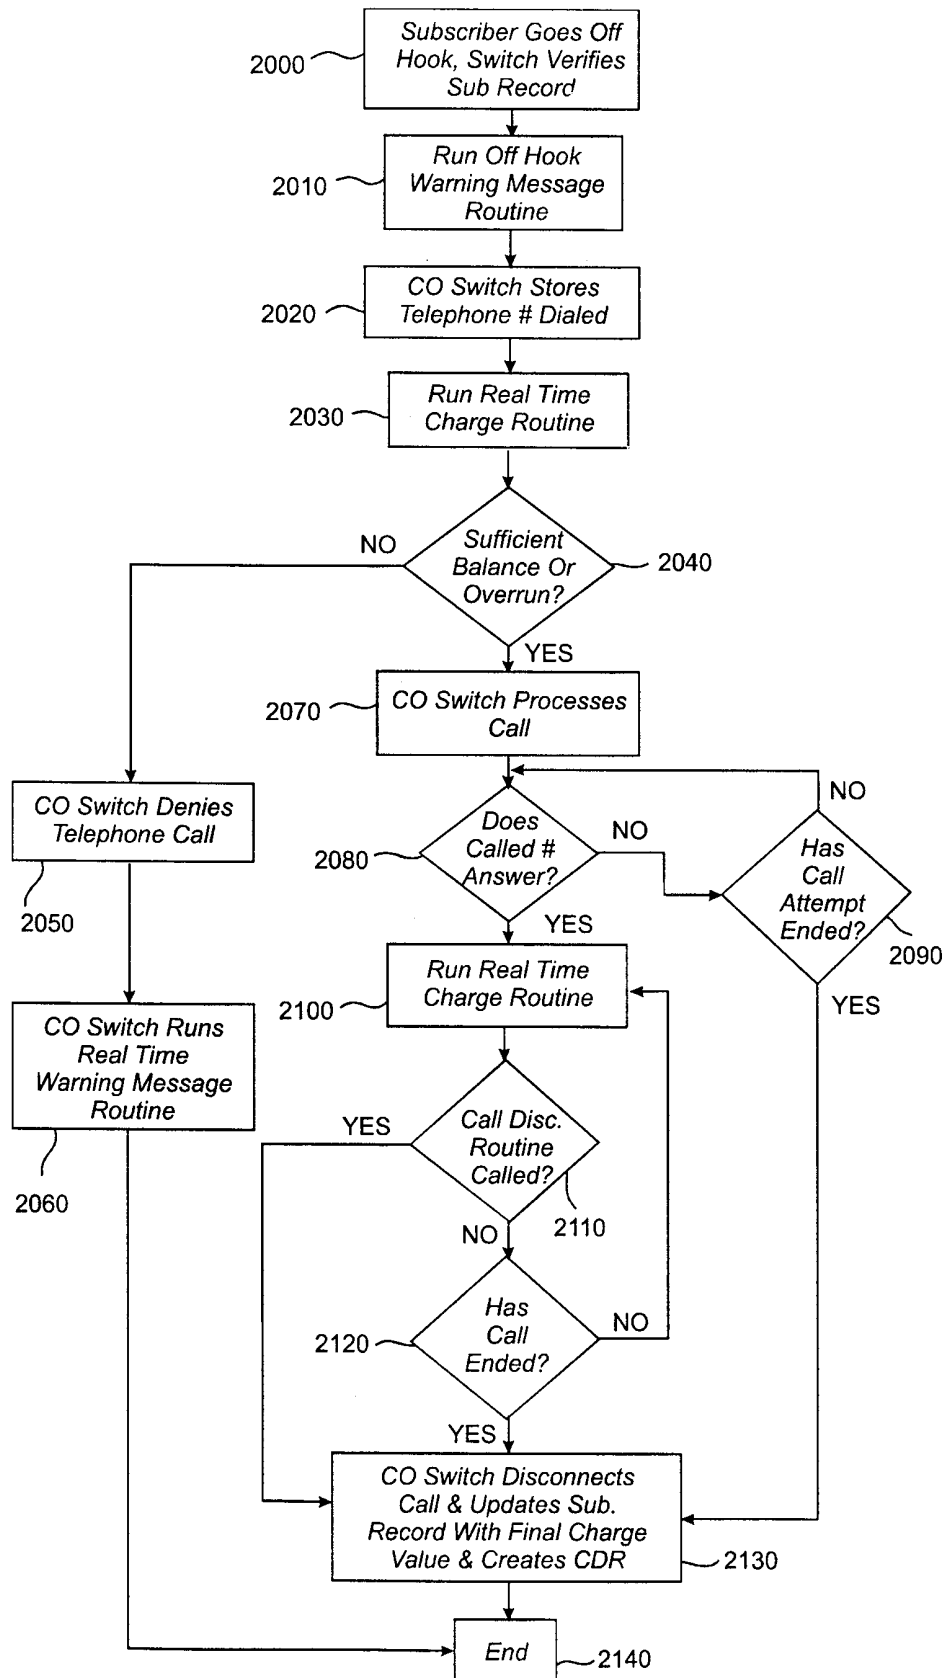 Subscriber Goes Off
Hook, Switch Verifies
Sub Record
2000
Run Off Hook
Warning Message
Routine
2010
CO Switch Stores
Telephone # Dialed
2020
Run Real Time
Charge Routine
2030
Sufficient
Balance Or
Overrun?
2040
NO
YES
CO Switch Processes
Call
2070
CO Switch Denies
Telephone Call
2050
Does
Called #
Answer?
2080
NO
YES
Has
Call
Attempt
Ended?
2090
NO
YES
Run Real Time
Charge Routine
2100
CO Switch Runs
Real Time
Warning Message
Routine
2060
Call Disc.
Routine
Called?
2110
YES
NO
Has
Call
Ended?
2120
NO
YES
CO Switch Disconnects
Call & Updates Sub.
Record With Final Charge
Value & Creates CDR
2130
End
2140